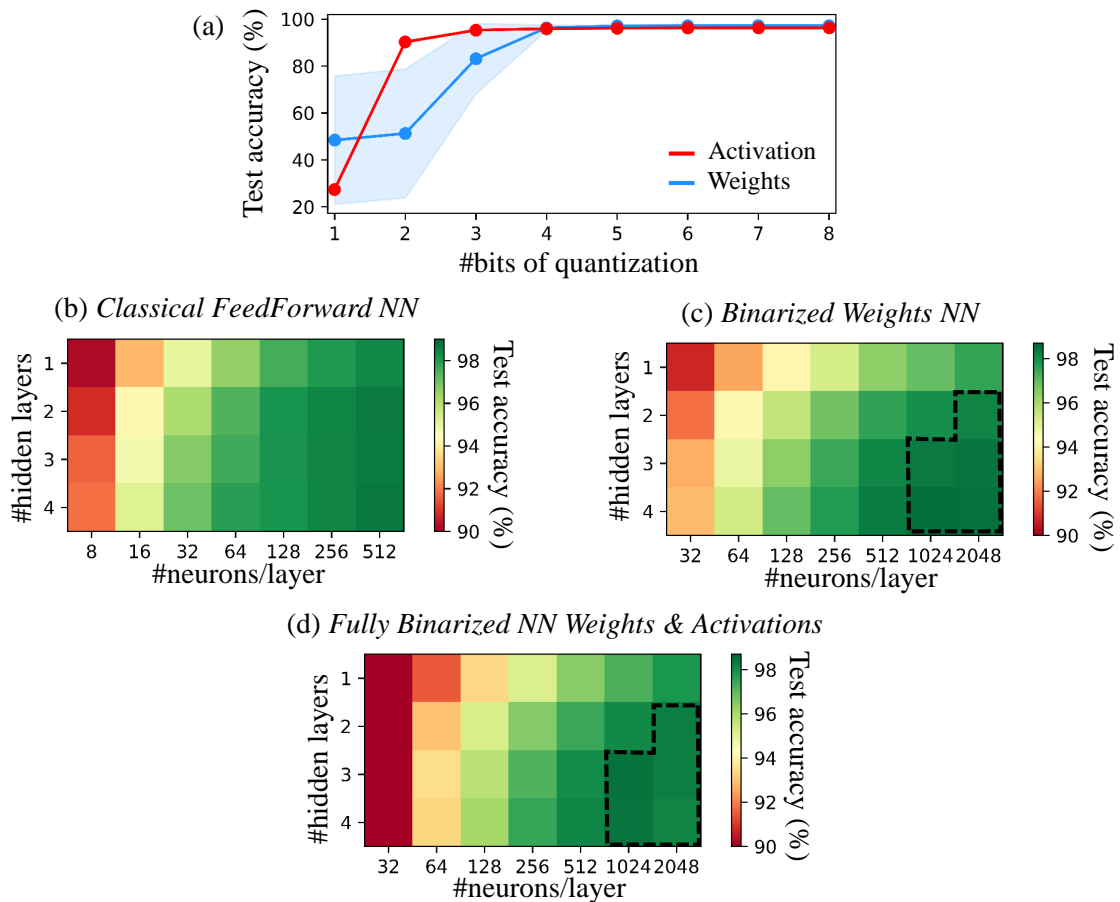 (a)
Test accuracy (%)
100
80
60
40
20
Activation
Weights
1 2 3 4 5 6 7 8
#bits of quantization
(b) Classical FeedForward NN
#hidden layers
1
2
3
4
8 16 32 64 128 256 512
#neurons/layer
98
96
94
92
90
Test accuracy (%)
(c) Binarized Weights NN
#hidden layers
1
2
3
4
32 64 128 256 512 1024 2048
#neurons/layer
98
96
94
92
90
Test accuracy (%)
(d) Fully Binarized NN Weights & Activations
#hidden layers
1
2
3
4
32 64 128 256 512 1024 2048
#neurons/layer
98
96
94
92
90
Test accuracy (%)